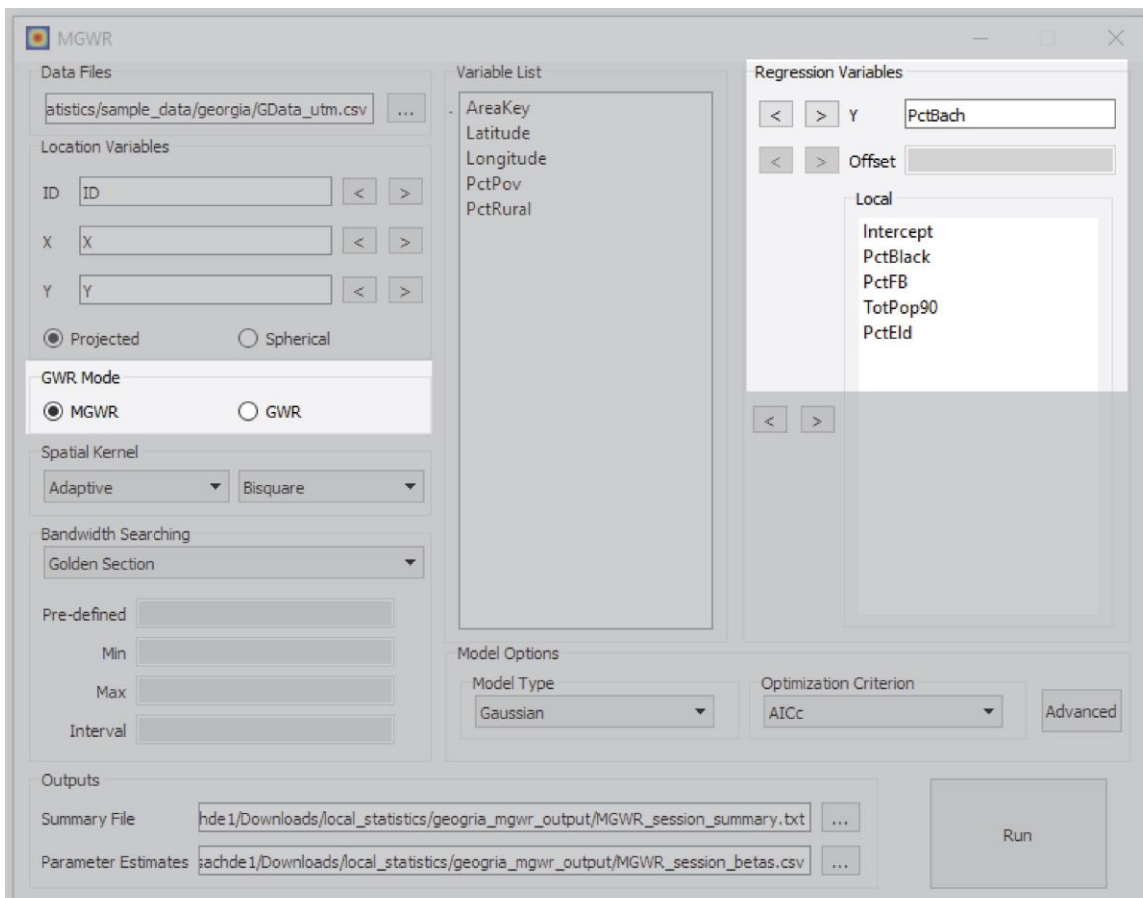 MGWR
Data Files
atistics/sample_data/georgia/GData_utm.csv ...
Location Variables
ID ID < >
X X < >
Y Y < >
Projected Spherical
GWR Mode
MGWR GWR
Spatial Kernel
Adaptive Bisquare
Bandwidth Searching
Golden Section
Pre-defined
Min
Max
Interval
Variable List
AreaKey
Latitude
Longitude
PctPov
PctRural
Regression Variables
< > Y PctBach
< > Offset
Local
Intercept
PctBlack
PctFB
TotPop90
PctEld
< >
Model Options
Model Type
Gaussian
Optimization Criterion
AICc
Advanced
Outputs
Summary File hde1/Downloads/local_statistics/geogria_mgwr_output/MGWR_session_summary.txt ...
Parameter Estimates sachde1/Downloads/local_statistics/geogria_mgwr_output/MGWR_session_betas.csv ...
Run